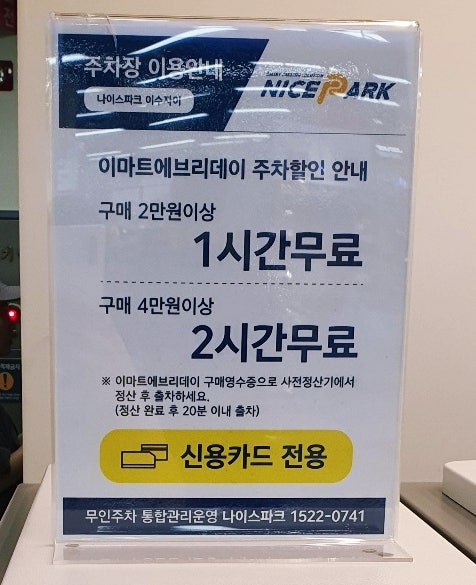 주차장 이용안내
나이스파크 이수자이
NICEPARK
이마트에브리데이 주차할인 안내
구매 2만원이상
1시간무료
구매 4만원이상
2시간무료
※ 이마트에브리데이 구매영수증으로 사전정산기에서
정산 후 출차하세요.
(정산 완료 후 20분 이내 출차)
신용카드 전용
무인주차 통합관리운영 나이스파크 1522-0741